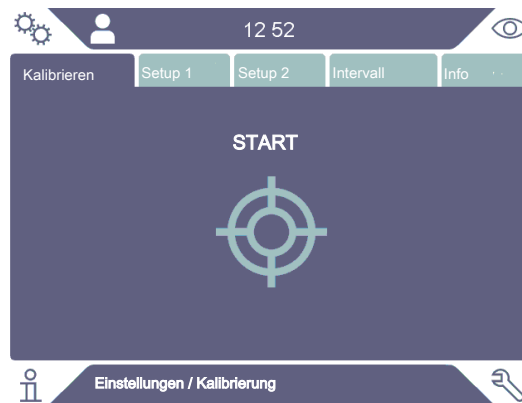 12 52
Kalibrieren Setup 1 Setup 2 Intervall Info
START
Einstellungen / Kalibrierung